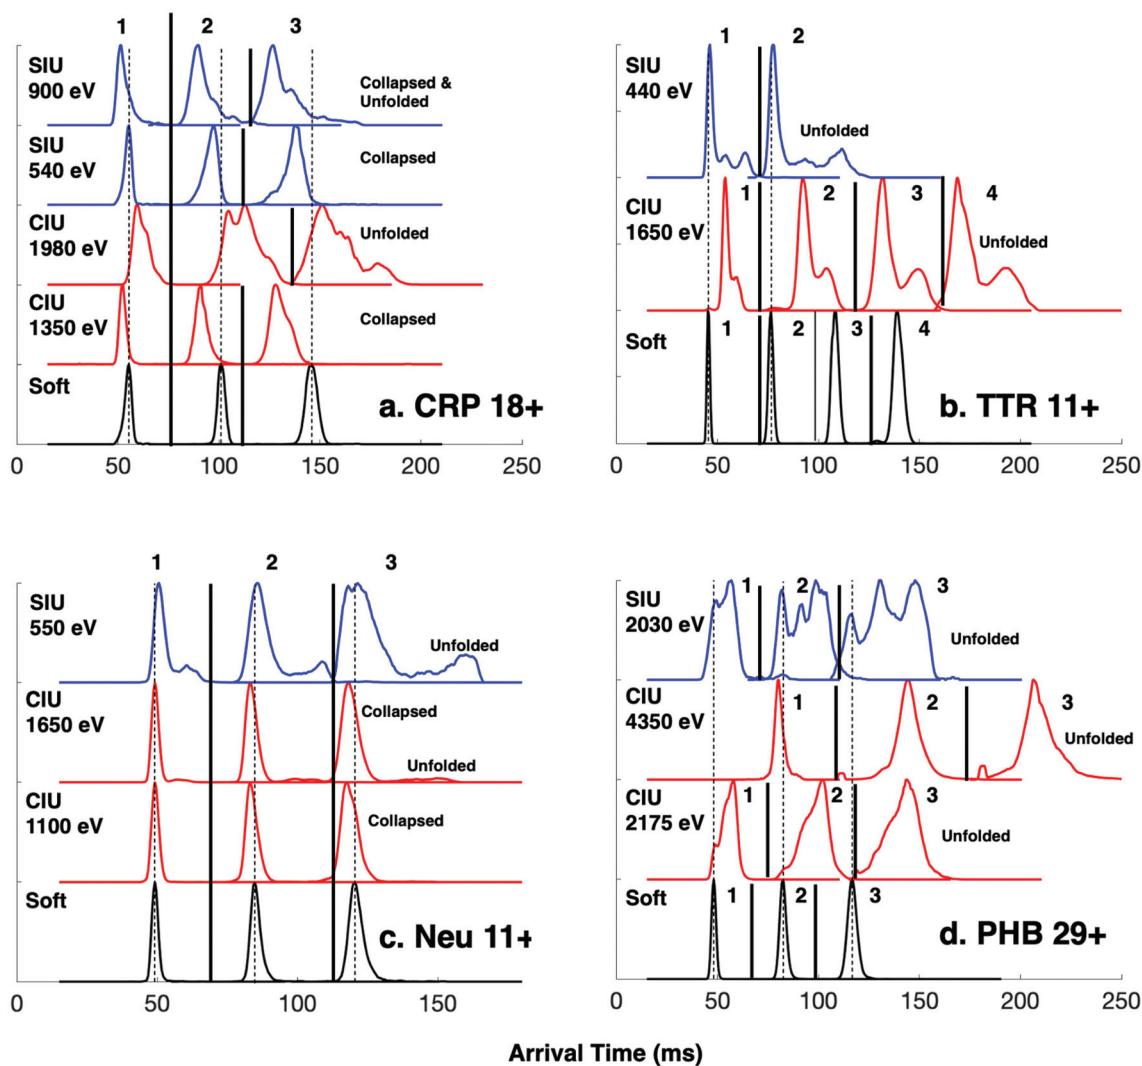 1 2 3
SIU
900 eV
Collapsed &
Unfolded
SIU
540 eV
Collapsed
CIU
1980 eV
Unfolded
CIU
1350 eV
Collapsed
Soft
a. CRP 18+
0 50 100 150 200 250
1 2
SIU
440 eV
Unfolded
CIU
1650 eV
1 2 3 4
Unfolded
Soft
1 2 3 4
b. TTR 11+
0 50 100 150 200 250
1 2 3
SIU
550 eV
Unfolded
CIU
1650 eV
Collapsed
Unfolded
CIU
1100 eV
Collapsed
Soft
c. Neu 11+
0 50 100 150
SIU
2030 eV
1 2 3
Unfolded
CIU
4350 eV
1 2 3
Unfolded
CIU
2175 eV
1 2 3
Unfolded
Soft
1 2 3
d. PHB 29+
0 50 100 150 200 250
Arrival Time (ms)